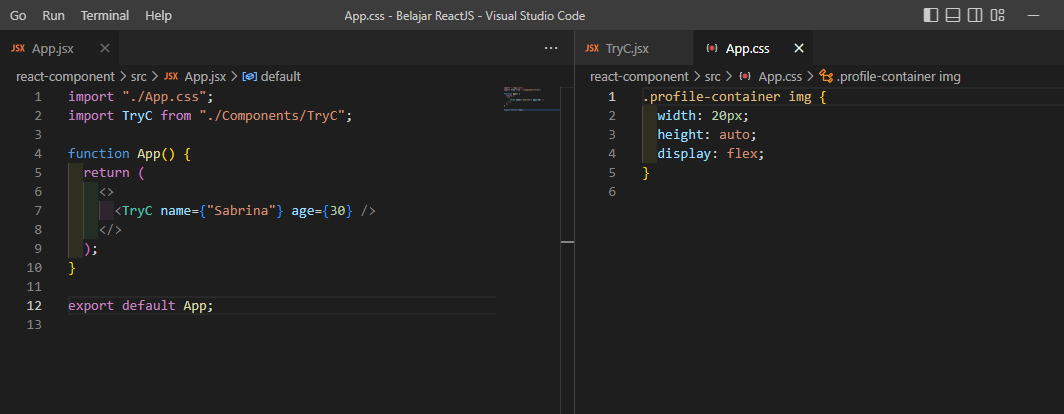 Go Run Terminal Help App.css - Belajar ReactJS - Visual Studio Code
JSX App.jsx
react-component > src > JSX App.jsx > default
1 import "./App.css";
2 import TryC from "./Components/TryC";
3
4 function App() {
5 return (
6 <>
7 <TryC name={"Sabrina"} age={30} />
8 </>
9 );
10 }
11
12 export default App;
13
JSX TryC.jsx App.css
react-component > src > App.css > .profile-container img
1 .profile-container img {
2 width: 20px;
3 height: auto;
4 display: flex;
5 }
6